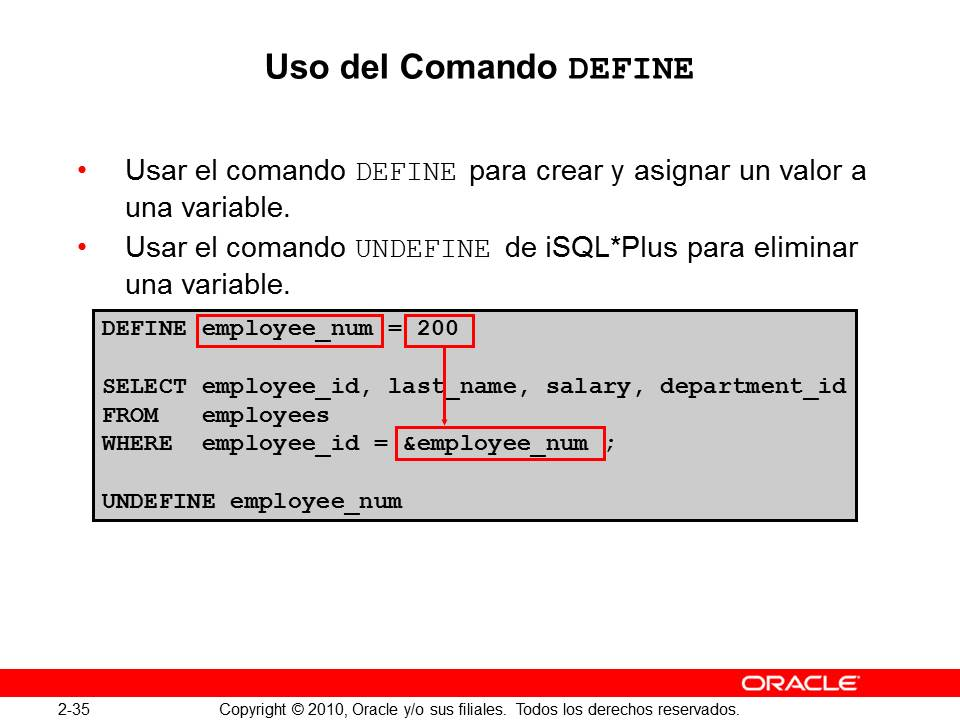 Uso del Comando DEFINE
• Usar el comando DEFINE para crear y asignar un valor a
una variable.
• Usar el comando UNDEFINE de iSQL*Plus para eliminar
una variable.
DEFINE employee_num = 200
SELECT employee_id, last_name, salary, department_id
FROM employees
WHERE employee_id = &employee_num ;
UNDEFINE employee_num
ORACLE
2-35 Copyright © 2010, Oracle y/o sus filiales. Todos los derechos reservados.